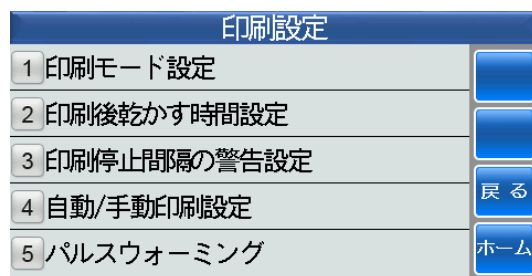 印刷設定
1 印刷モード設定
2 印刷後乾かす時間設定
3 印刷停止間隔の警告設定
戻る
4 自動/手動印刷設定
5 パルスウォーミング
ホーム